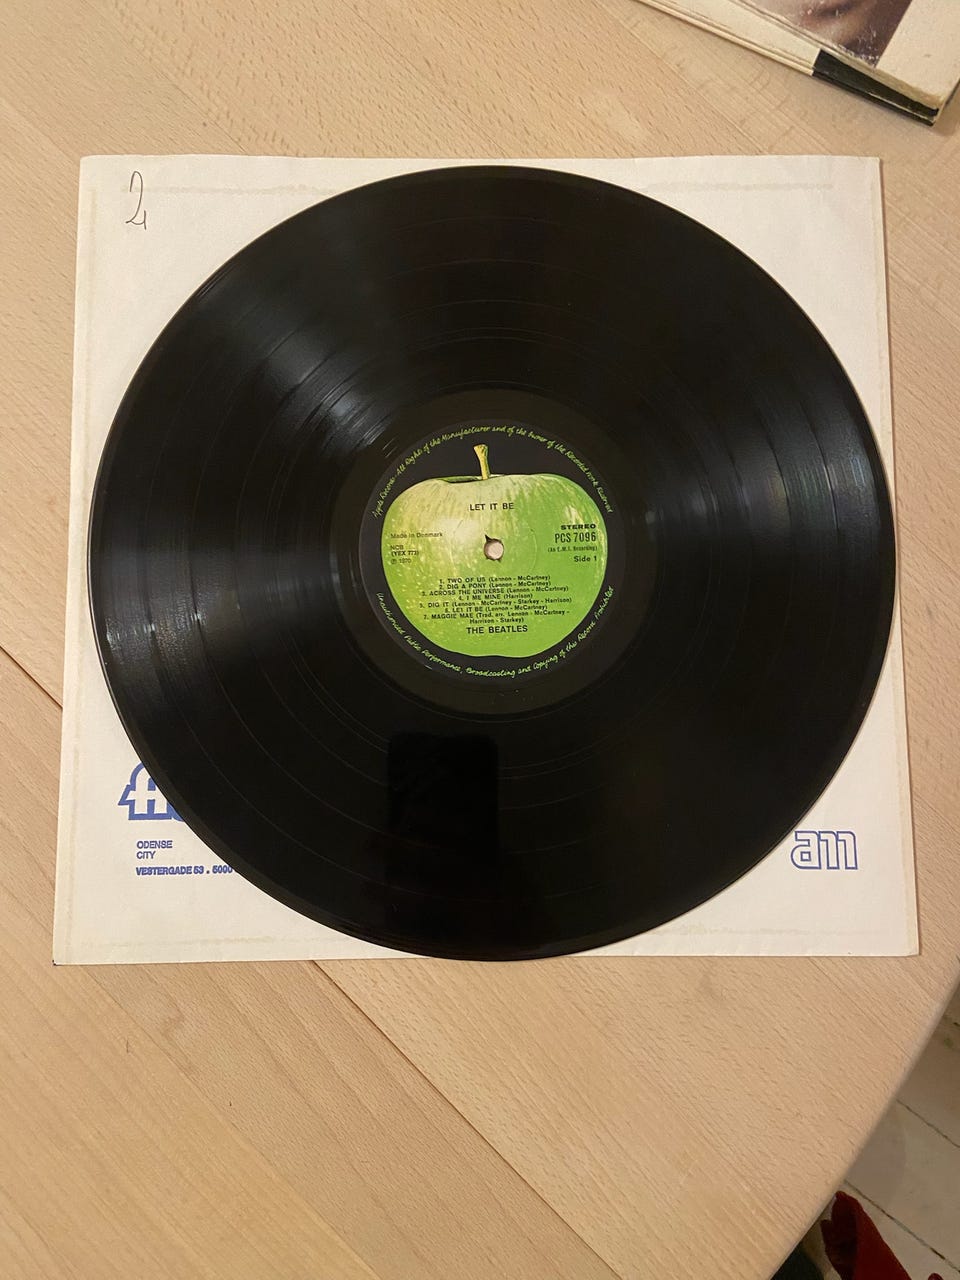 Apple Records · All Rights of the Manufacturer and of the Owner of the Recorded Work Reserved
LET IT BE
STEREO
Made in Denmark
PCS 7096
NCB
(An E.M.I. Recording)
(YEX 773)
℗ 1970
Side 1
1. TWO OF US (Lennon - McCartney)
2. DIG A PONY (Lennon - McCartney)
3. ACROSS THE UNIVERSE (Lennon - McCartney)
4. I ME MINE (Harrison)
5. DIG IT (Lennon - McCartney - Starkey - Harrison)
6. LET IT BE (Lennon - McCartney)
7. MAGGIE MAE (Trad. arr. Lennon - McCartney -
Harrison - Starkey)
THE BEATLES
Unauthorised Public Performance, Broadcasting and Copying of this Record Prohibited
am
ODENSE
CITY
VESTERGADE 53 . 5000